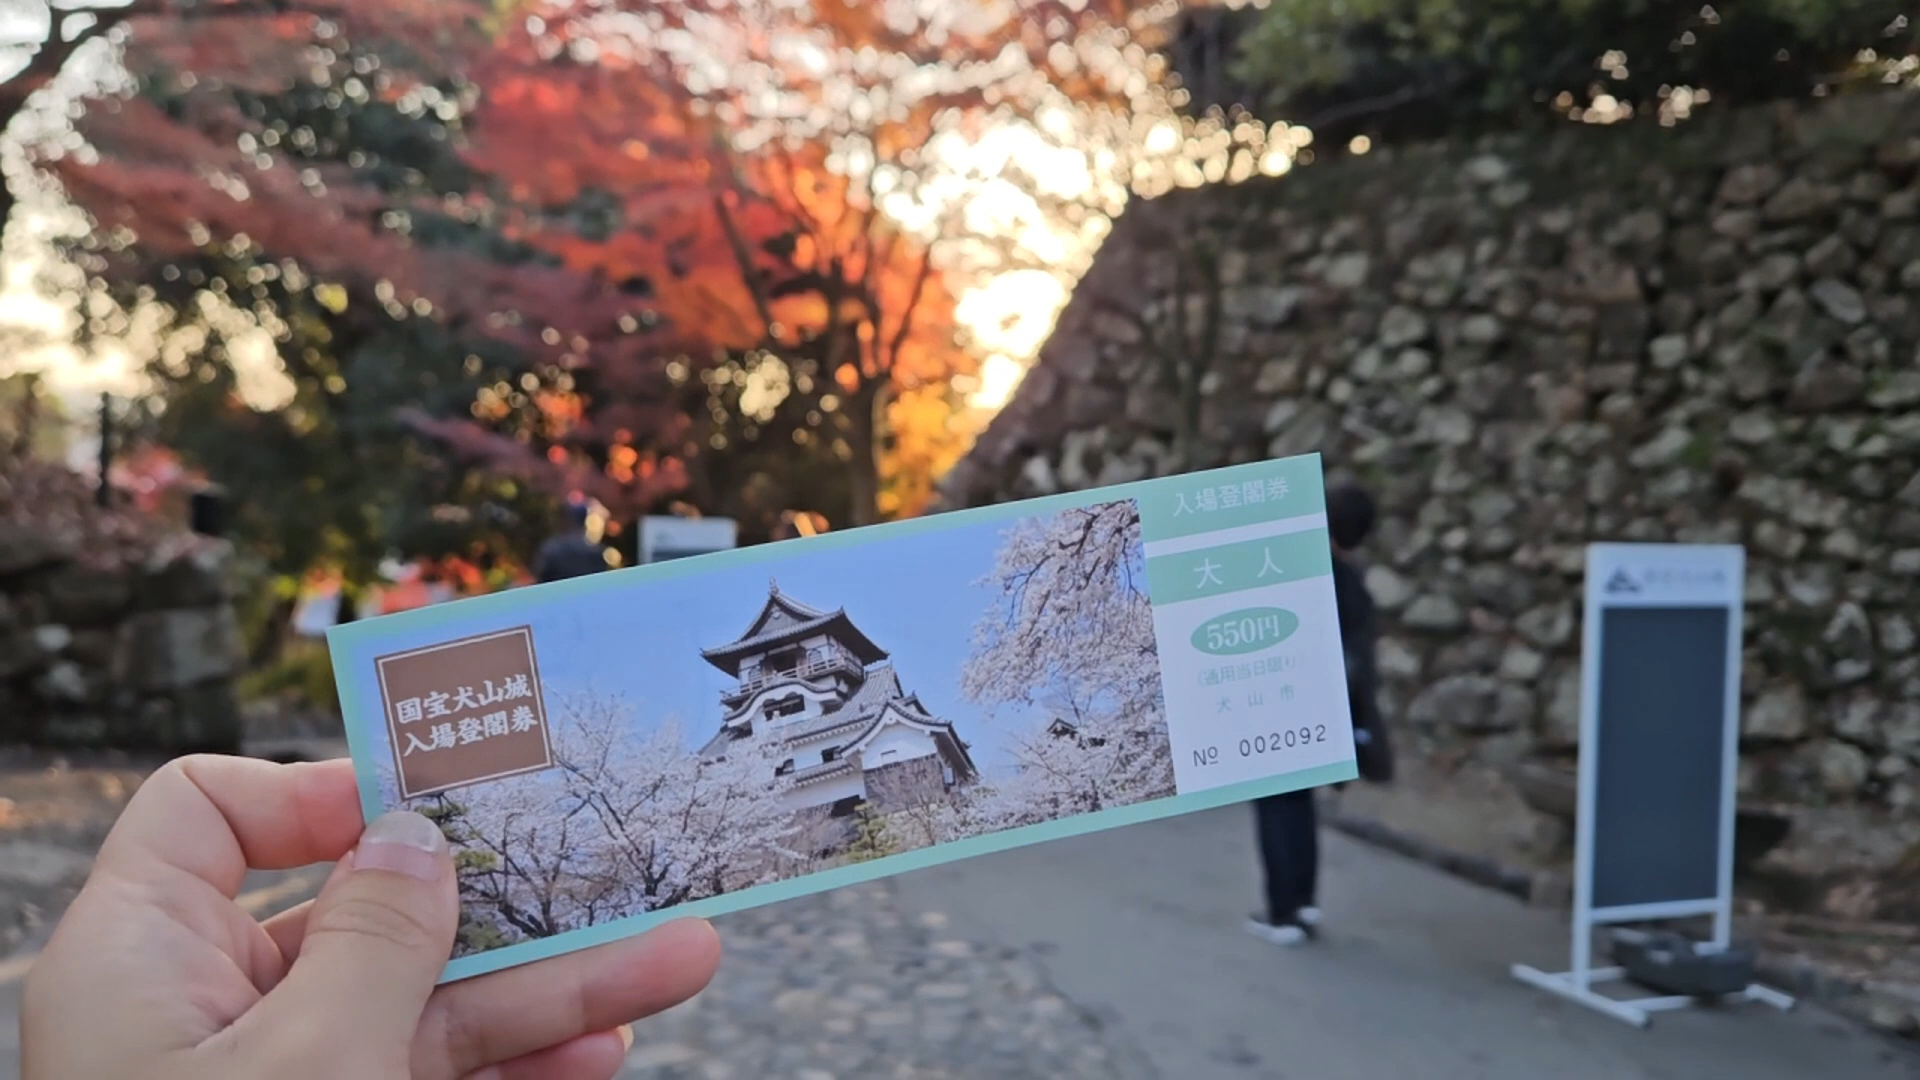 国宝犬山城
入場登閣券
入場登閣券
大 人
550円
(通用当日限り)
犬 山 市
No 002092